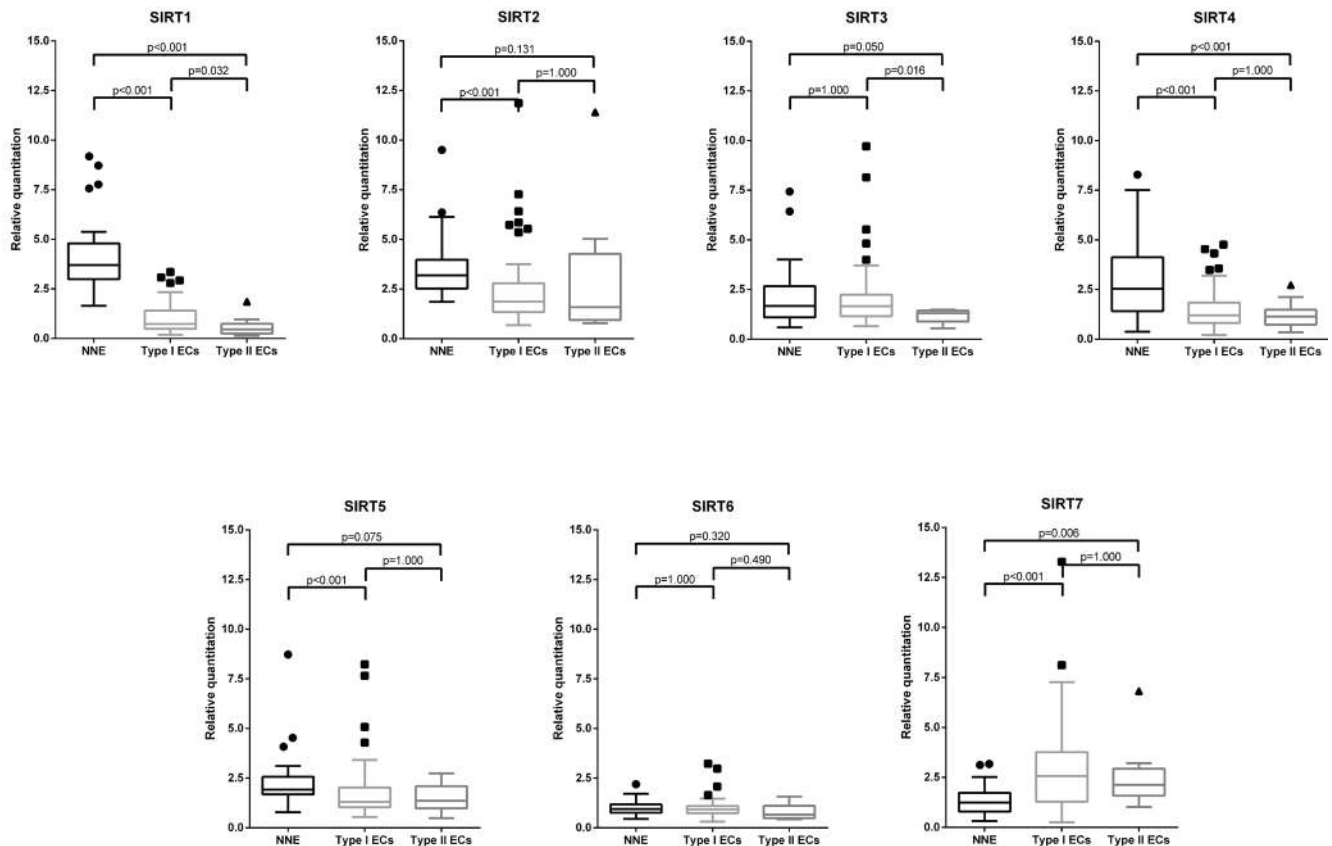 SIRT1
15.0
12.5
10.0
7.5
5.0
2.5
0.0
Relative quantitation
p<0.001
p=0.032
p<0.001
NNE Type I ECs Type II ECs
SIRT2
15.0
12.5
10.0
7.5
5.0
2.5
0.0
Relative quantitation
p=0.131
p=1.000
p<0.001
NNE Type I ECs Type II ECs
SIRT3
15.0
12.5
10.0
7.5
5.0
2.5
0.0
Relative quantitation
p=0.050
p=0.016
p=1.000
NNE Type I ECs Type II ECs
SIRT4
15.0
12.5
10.0
7.5
5.0
2.5
0.0
Relative quantitation
p<0.001
p=1.000
p<0.001
NNE Type I ECs Type II ECs
SIRT5
15.0
12.5
10.0
7.5
5.0
2.5
0.0
Relative quantitation
p=0.075
p=1.000
p<0.001
NNE Type I ECs Type II ECs
SIRT6
15.0
12.5
10.0
7.5
5.0
2.5
0.0
Relative quantitation
p=0.320
p=0.490
p=1.000
NNE Type I ECs Type II ECs
SIRT7
15.0
12.5
10.0
7.5
5.0
2.5
0.0
Relative quantitation
p=0.006
p=1.000
p<0.001
NNE Type I ECs Type II ECs